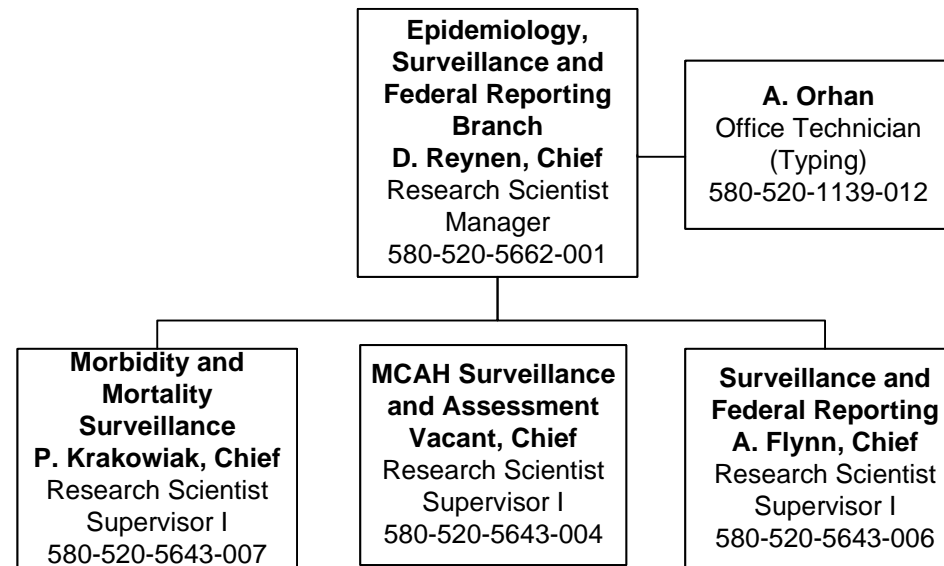 Epidemiology,
Surveillance and
Federal Reporting
Branch
D. Reynen, Chief
Research Scientist
Manager
580-520-5662-001
A. Orhan
Office Technician
(Typing)
580-520-1139-012
Morbidity and
Mortality
Surveillance
P. Krakowiak, Chief
Research Scientist
Supervisor I
580-520-5643-007
MCAH Surveillance
and Assessment
Vacant, Chief
Research Scientist
Supervisor I
580-520-5643-004
Surveillance and
Federal Reporting
A. Flynn, Chief
Research Scientist
Supervisor I
580-520-5643-006